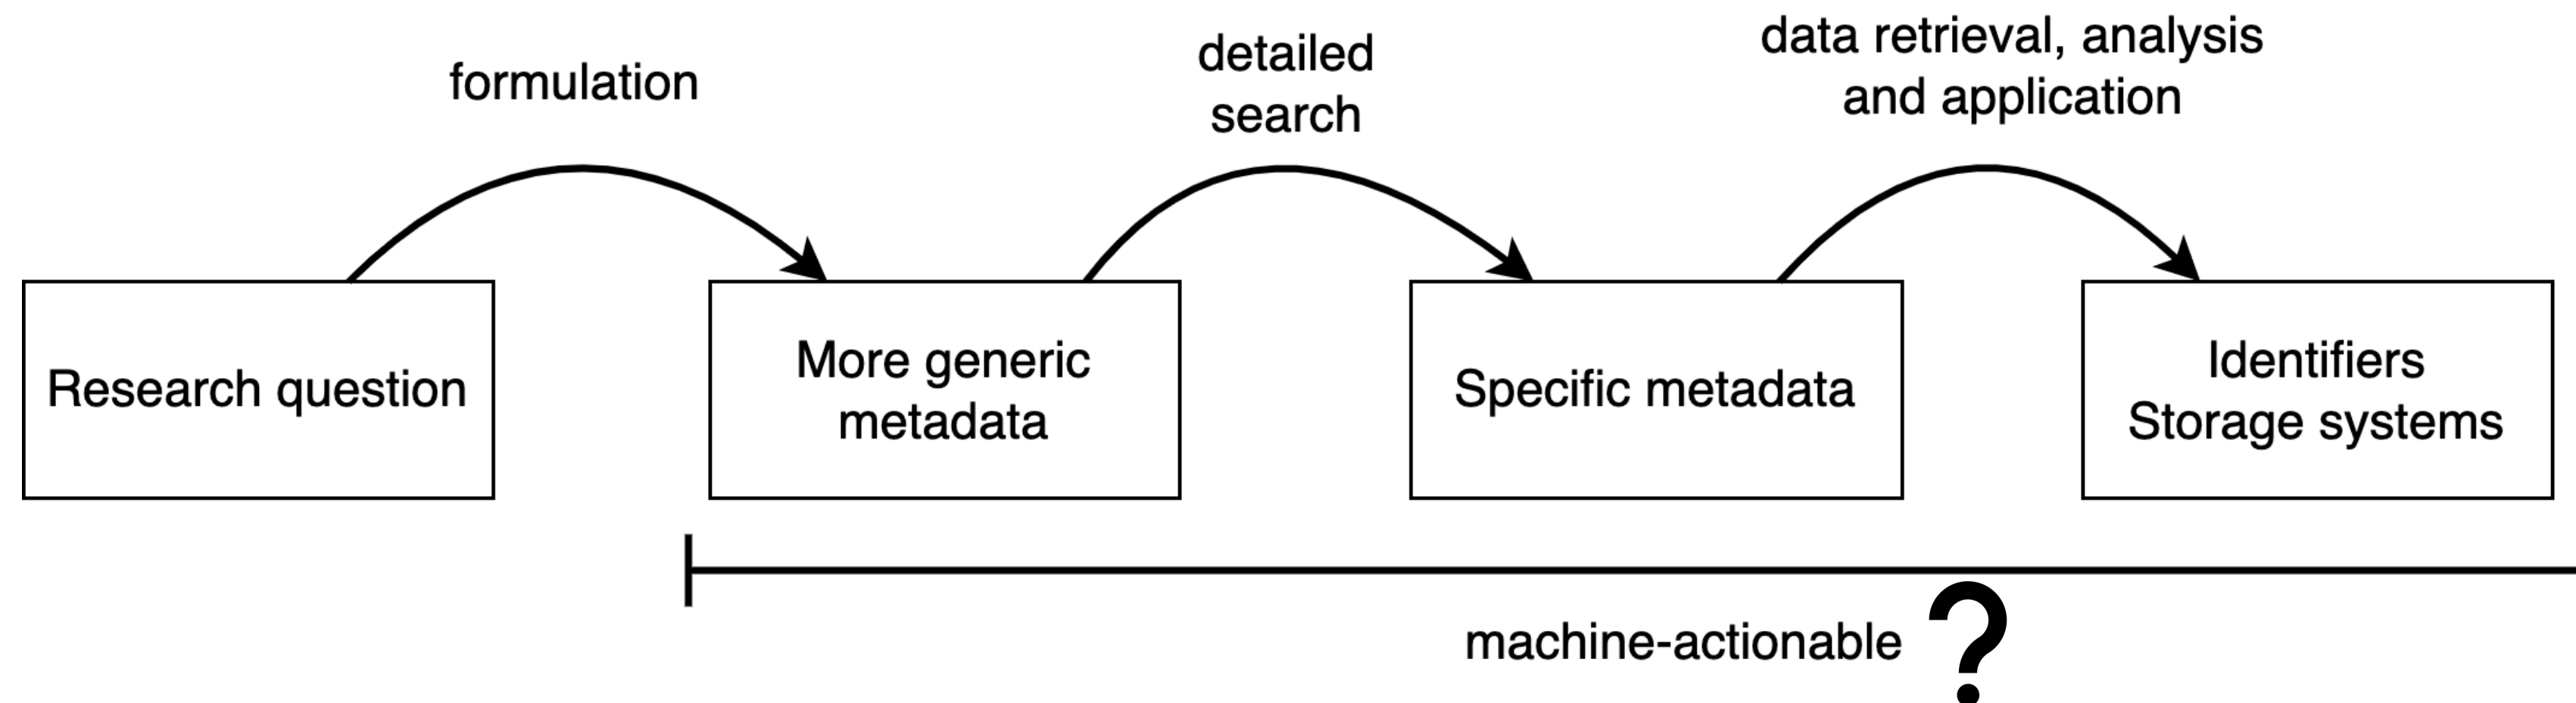 formulation
detailed
search
data retrieval, analysis
and application
Research question
More generic
metadata
Specific metadata
Identifiers
Storage systems
machine-actionable ?